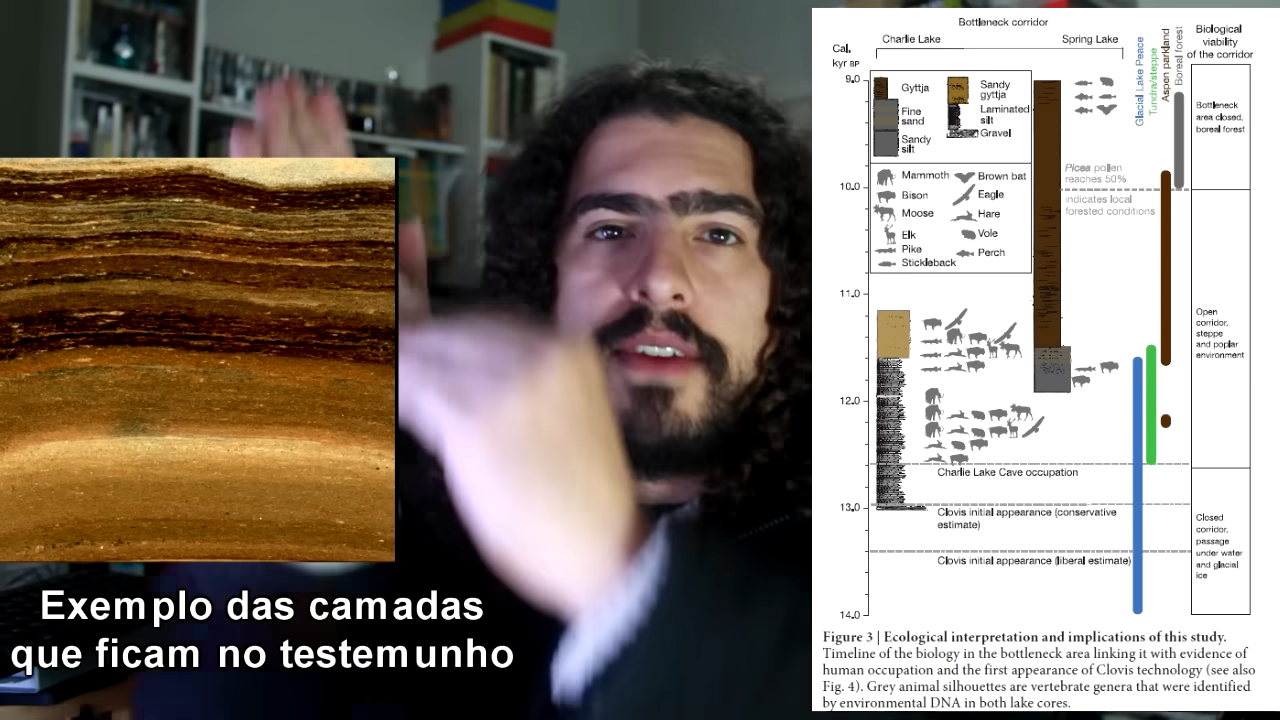 Exemplo das camadas
que ficam no testemunho
Bottleneck corridor
Charlie Lake
Spring Lake
Cal.
kyr BP
Glacial Lake Peace
Tundra/steppe
Aspen parkland
Boreal forest
Biological
viability
of the corridor
9.0
10.0
11.0
12.0
13.0
14.0
Gyttja
Fine
sand
Sandy
silt
Sandy
gyttja
Laminated
silt
Gravel
Mammoth
Bison
Moose
Elk
Pike
Stickleback
Brown bat
Eagle
Hare
Vole
Perch
Picea pollen
reaches 50%
indicates local
forested conditions
Charlie Lake Cave occupation
Clovis initial appearance (conservative
estimate)
Clovis initial appearance (liberal estimate)
Bottleneck
area closed,
boreal forest
Open
corridor,
steppe
and poplar
environment
Closed
corridor,
passage
under water
and glacial
ice
Figure 3 | Ecological interpretation and implications of this study.
Timeline of the biology in the bottleneck area linking it with evidence of
human occupation and the first appearance of Clovis technology (see also
Fig. 4). Grey animal silhouettes are vertebrate genera that were identified
by environmental DNA in both lake cores.